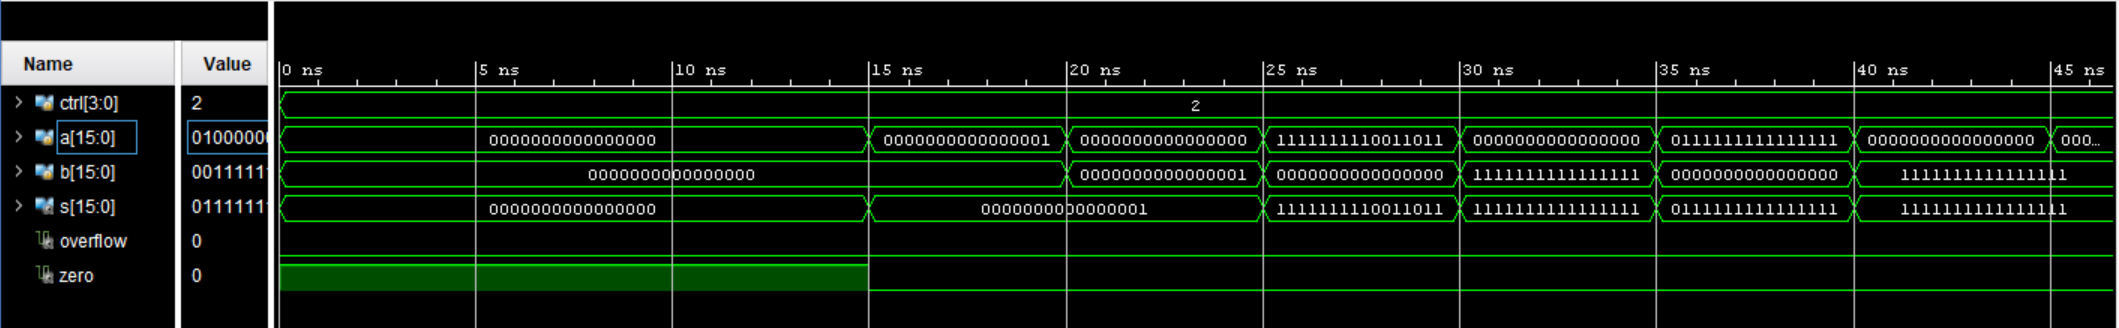 Name Value 0 ns 5 ns 10 ns 15 ns 20 ns 25 ns 30 ns 35 ns 40 ns 45 ns
ctrl[3:0] 2 2
a[15:0] 0100000 0000000000000000 0000000000000001 0000000000000000 1111111110011011 0000000000000000 0111111111111111 0000000000000000 000...
b[15:0] 0011111 0000000000000000 0000000000000001 0000000000000000 1111111111111111 0000000000000000 1111111111111111
s[15:0] 0111111 0000000000000000 0000000000000001 1111111110011011 1111111111111111 0111111111111111 1111111111111111
overflow 0
zero 0